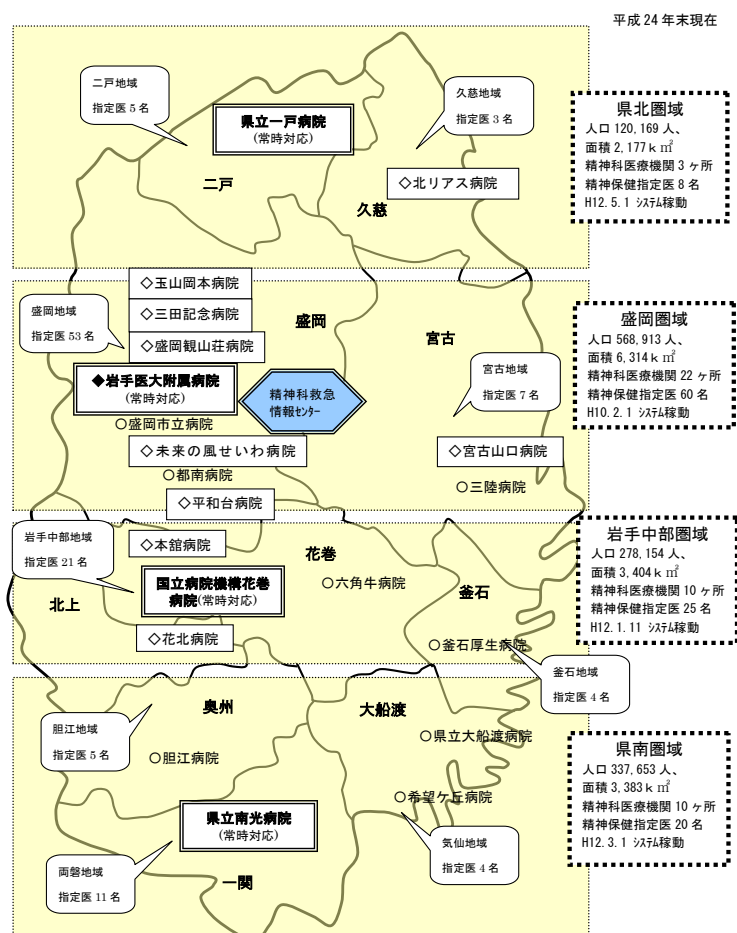 平成24年末現在
二戸地域
指定医5名
県立一戸病院
(常時対応)
久慈地域
指定医3名
二戸
久慈
◇北リアス病院
県北圏域
人口120,169人、
面積2,177k㎡
精神科医療機関3ヶ所
精神保健指定医8名
H12.5.1 ｼｽﾃﾑ稼動
◇玉山岡本病院
◇三田記念病院
◇盛岡観山荘病院
盛岡地域
指定医53名
盛岡
宮古
◆岩手医大附属病院
(常時対応)
精神科救急
情報ｾﾝﾀｰ
宮古地域
指定医7名
○盛岡市立病院
◇未来の風せいわ病院
○都南病院
◇宮古山口病院
○三陸病院
◇平和台病院
盛岡圏域
人口568,913人、
面積6,314k㎡
精神科医療機関22ヶ所
精神保健指定医60名
H10.2.1 ｼｽﾃﾑ稼動
岩手中部地域
指定医21名
◇本舘病院
花巻
国立病院機構花巻
病院(常時対応)
○六角牛病院
釜石
北上
◇花北病院
○釜石厚生病院
釜石地域
指定医4名
岩手中部圏域
人口278,154人、
面積3,404k㎡
精神科医療機関10ヶ所
精神保健指定医25名
H12.1.11 ｼｽﾃﾑ稼動
奥州
大船渡
胆江地域
指定医5名
○胆江病院
○県立大船渡病院
○希望ケ丘病院
県立南光病院
(常時対応)
両磐地域
指定医11名
一関
気仙地域
指定医4名
県南圏域
人口337,653人、
面積3,383k㎡
精神科医療機関10ヶ所
精神保健指定医20名
H12.3.1 ｼｽﾃﾑ稼動